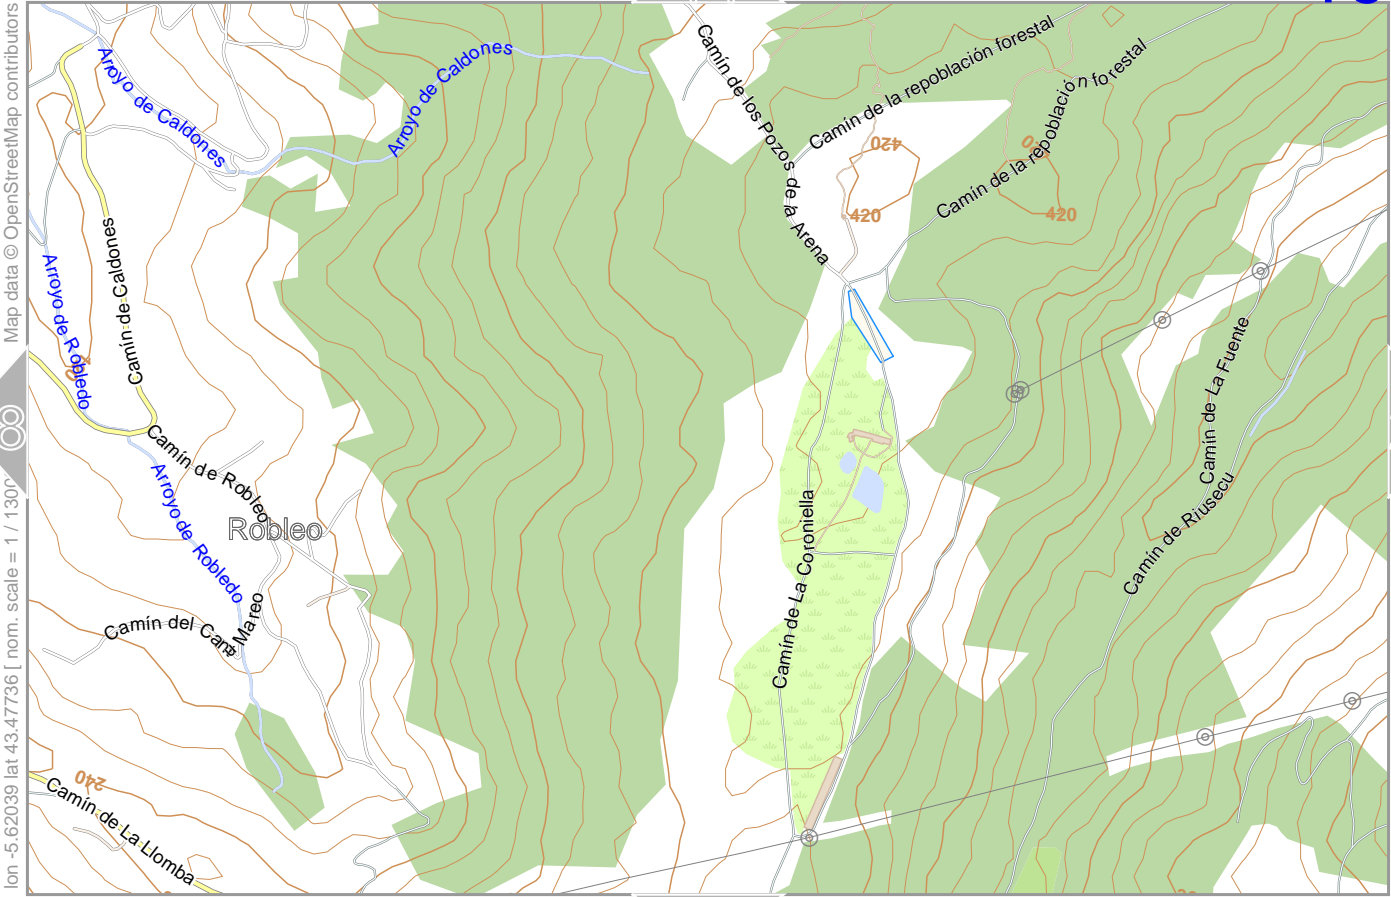 Map data © OpenStreetMap contributors
lon -5.62039 lat 43.47736 [ nom. scale = 1 / 1300
Arroyo de Caldones
Arroyo de Caldones
Camín de los Pozos de la Arena
Camín de la repoblación forestal
Camín de la repoblación forestal
420
420
420
Camín de Caldones
Arroyo de Robledo
Camín de Robleo
Arroyo de Robledo
Robleo
Camín de La Fuente
Camín de Riusecu
Camín de La Coroniella
Camín del Cant
Mareo
240
Camín de La Llomba